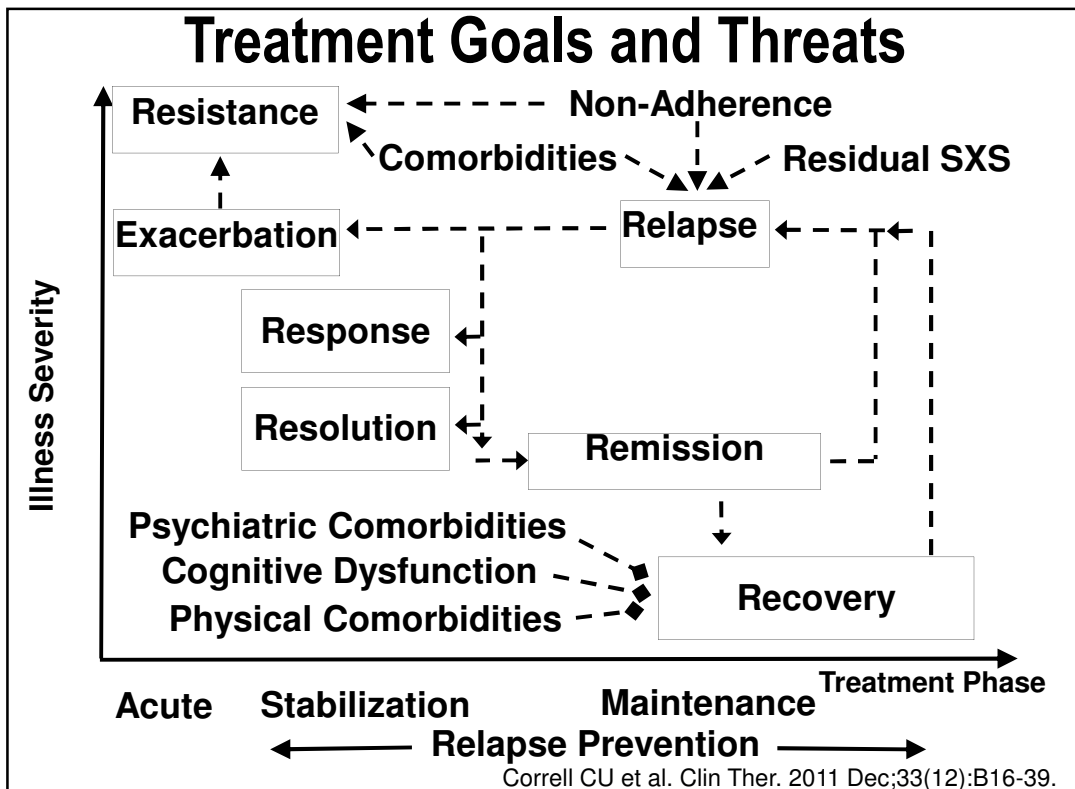 Treatment Goals and Threats
Resistance
Non-Adherence
Comorbidities
Residual SXS
Exacerbation
Relapse
Response
Resolution
Remission
Psychiatric Comorbidities
Cognitive Dysfunction
Physical Comorbidities
Recovery
Illness Severity
Treatment Phase
Acute
Stabilization
Maintenance
Relapse Prevention
Correll CU et al. Clin Ther. 2011 Dec;33(12):B16-39.